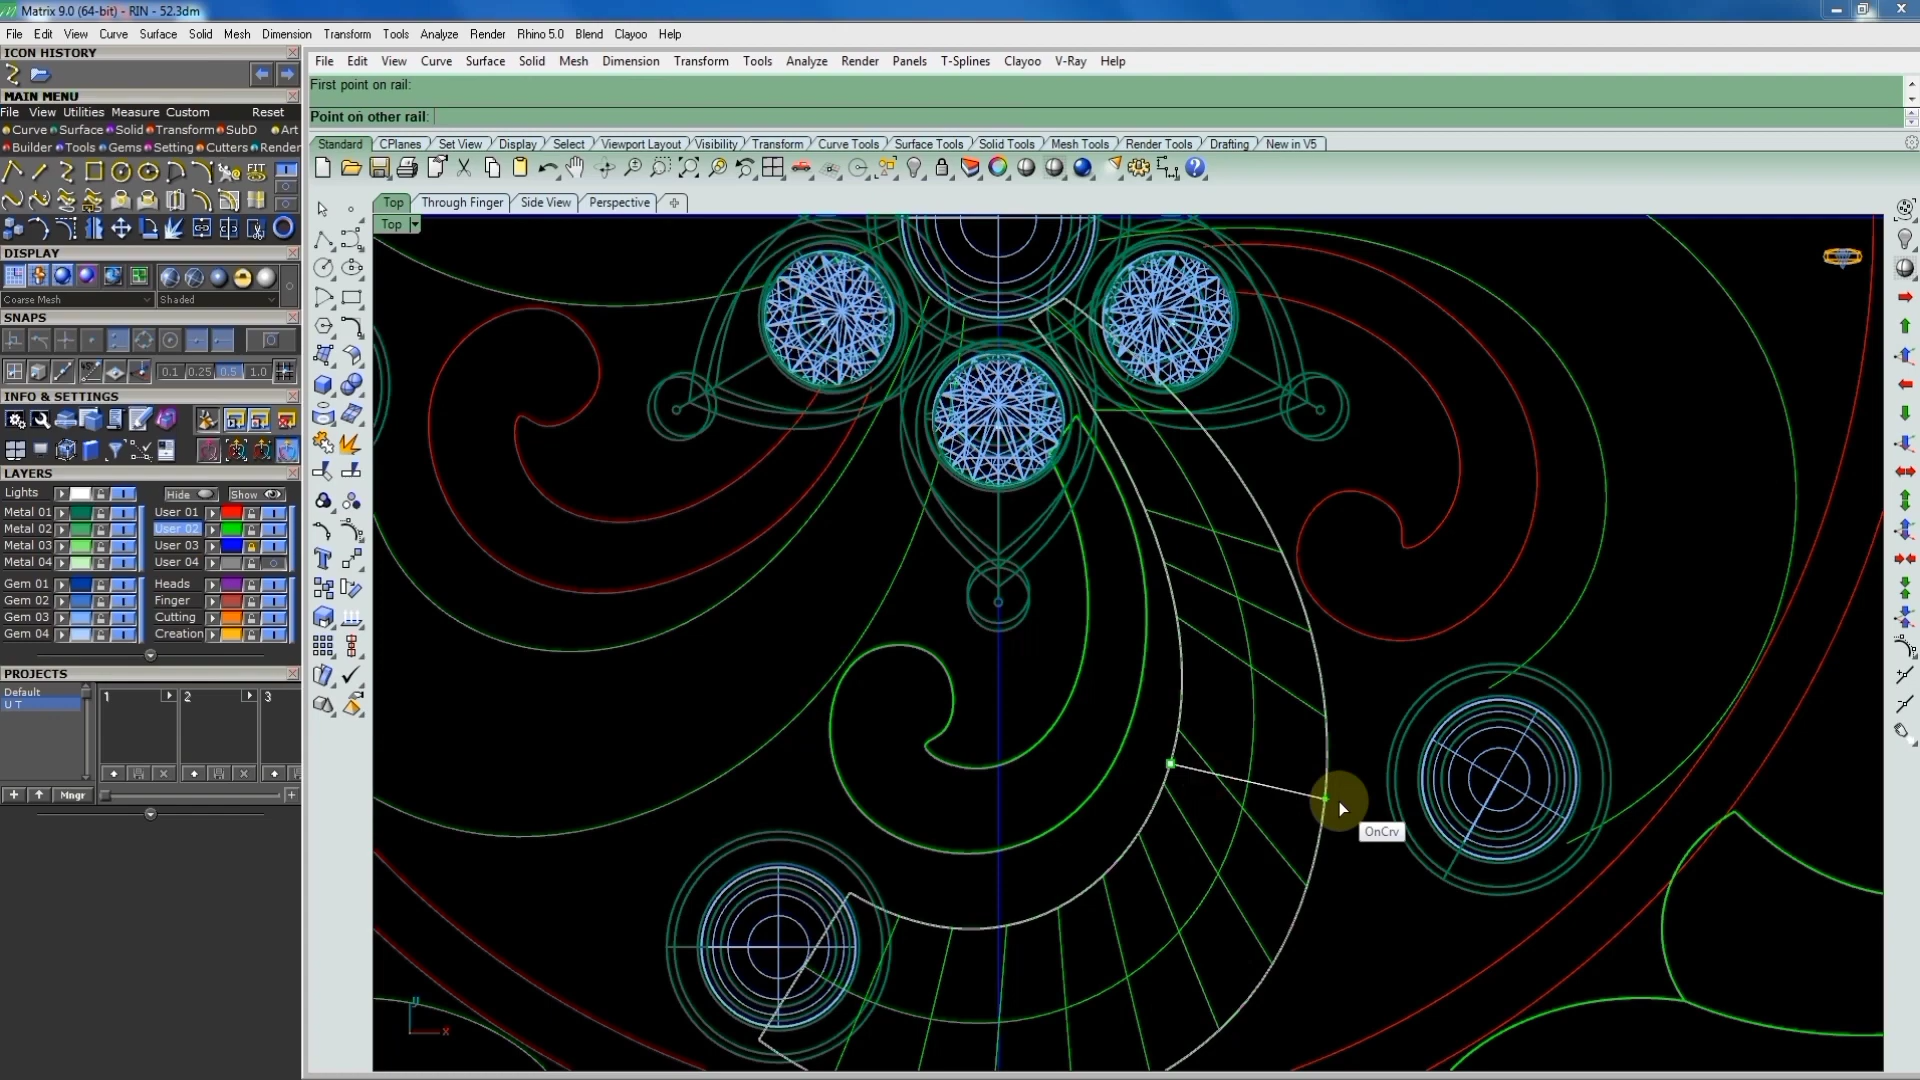 Matrix 9.0 (64-bit) - RIN - 52.3dm
File Edit View Curve Surface Solid Mesh Dimension Transform Tools Analyze Render Rhino 5.0 Blend Clayoo Help
ICON HISTORY
MAIN MENU
File View Utilities Measure Custom Reset
Curve Surface Solid Transform SubD Art
Builder Tools Gems Setting Cutters Render
FIT
DISPLAY
Coarse Mesh Shaded
SNAPS
0.1 0.25 0.5 1.0
INFO & SETTINGS
LAYERS
Lights Hide Show
Metal 01 User 01
Metal 02 User 02
Metal 03 User 03
Metal 04 User 04
Gem 01 Heads
Gem 02 Finger
Gem 03 Cutting
Gem 04 Creation
PROJECTS
Default
U T
1 2 3
Mngr
File Edit View Curve Surface Solid Mesh Dimension Transform Tools Analyze Render Panels T-Splines Clayoo V-Ray Help
First point on rail:
Point on other rail:
Standard CPlanes Set View Display Select Viewport Layout Visibility Transform Curve Tools Surface Tools Solid Tools Mesh Tools Render Tools Drafting New in V5
Top Through Finger Side View Perspective
Top
OnCrv
y
x